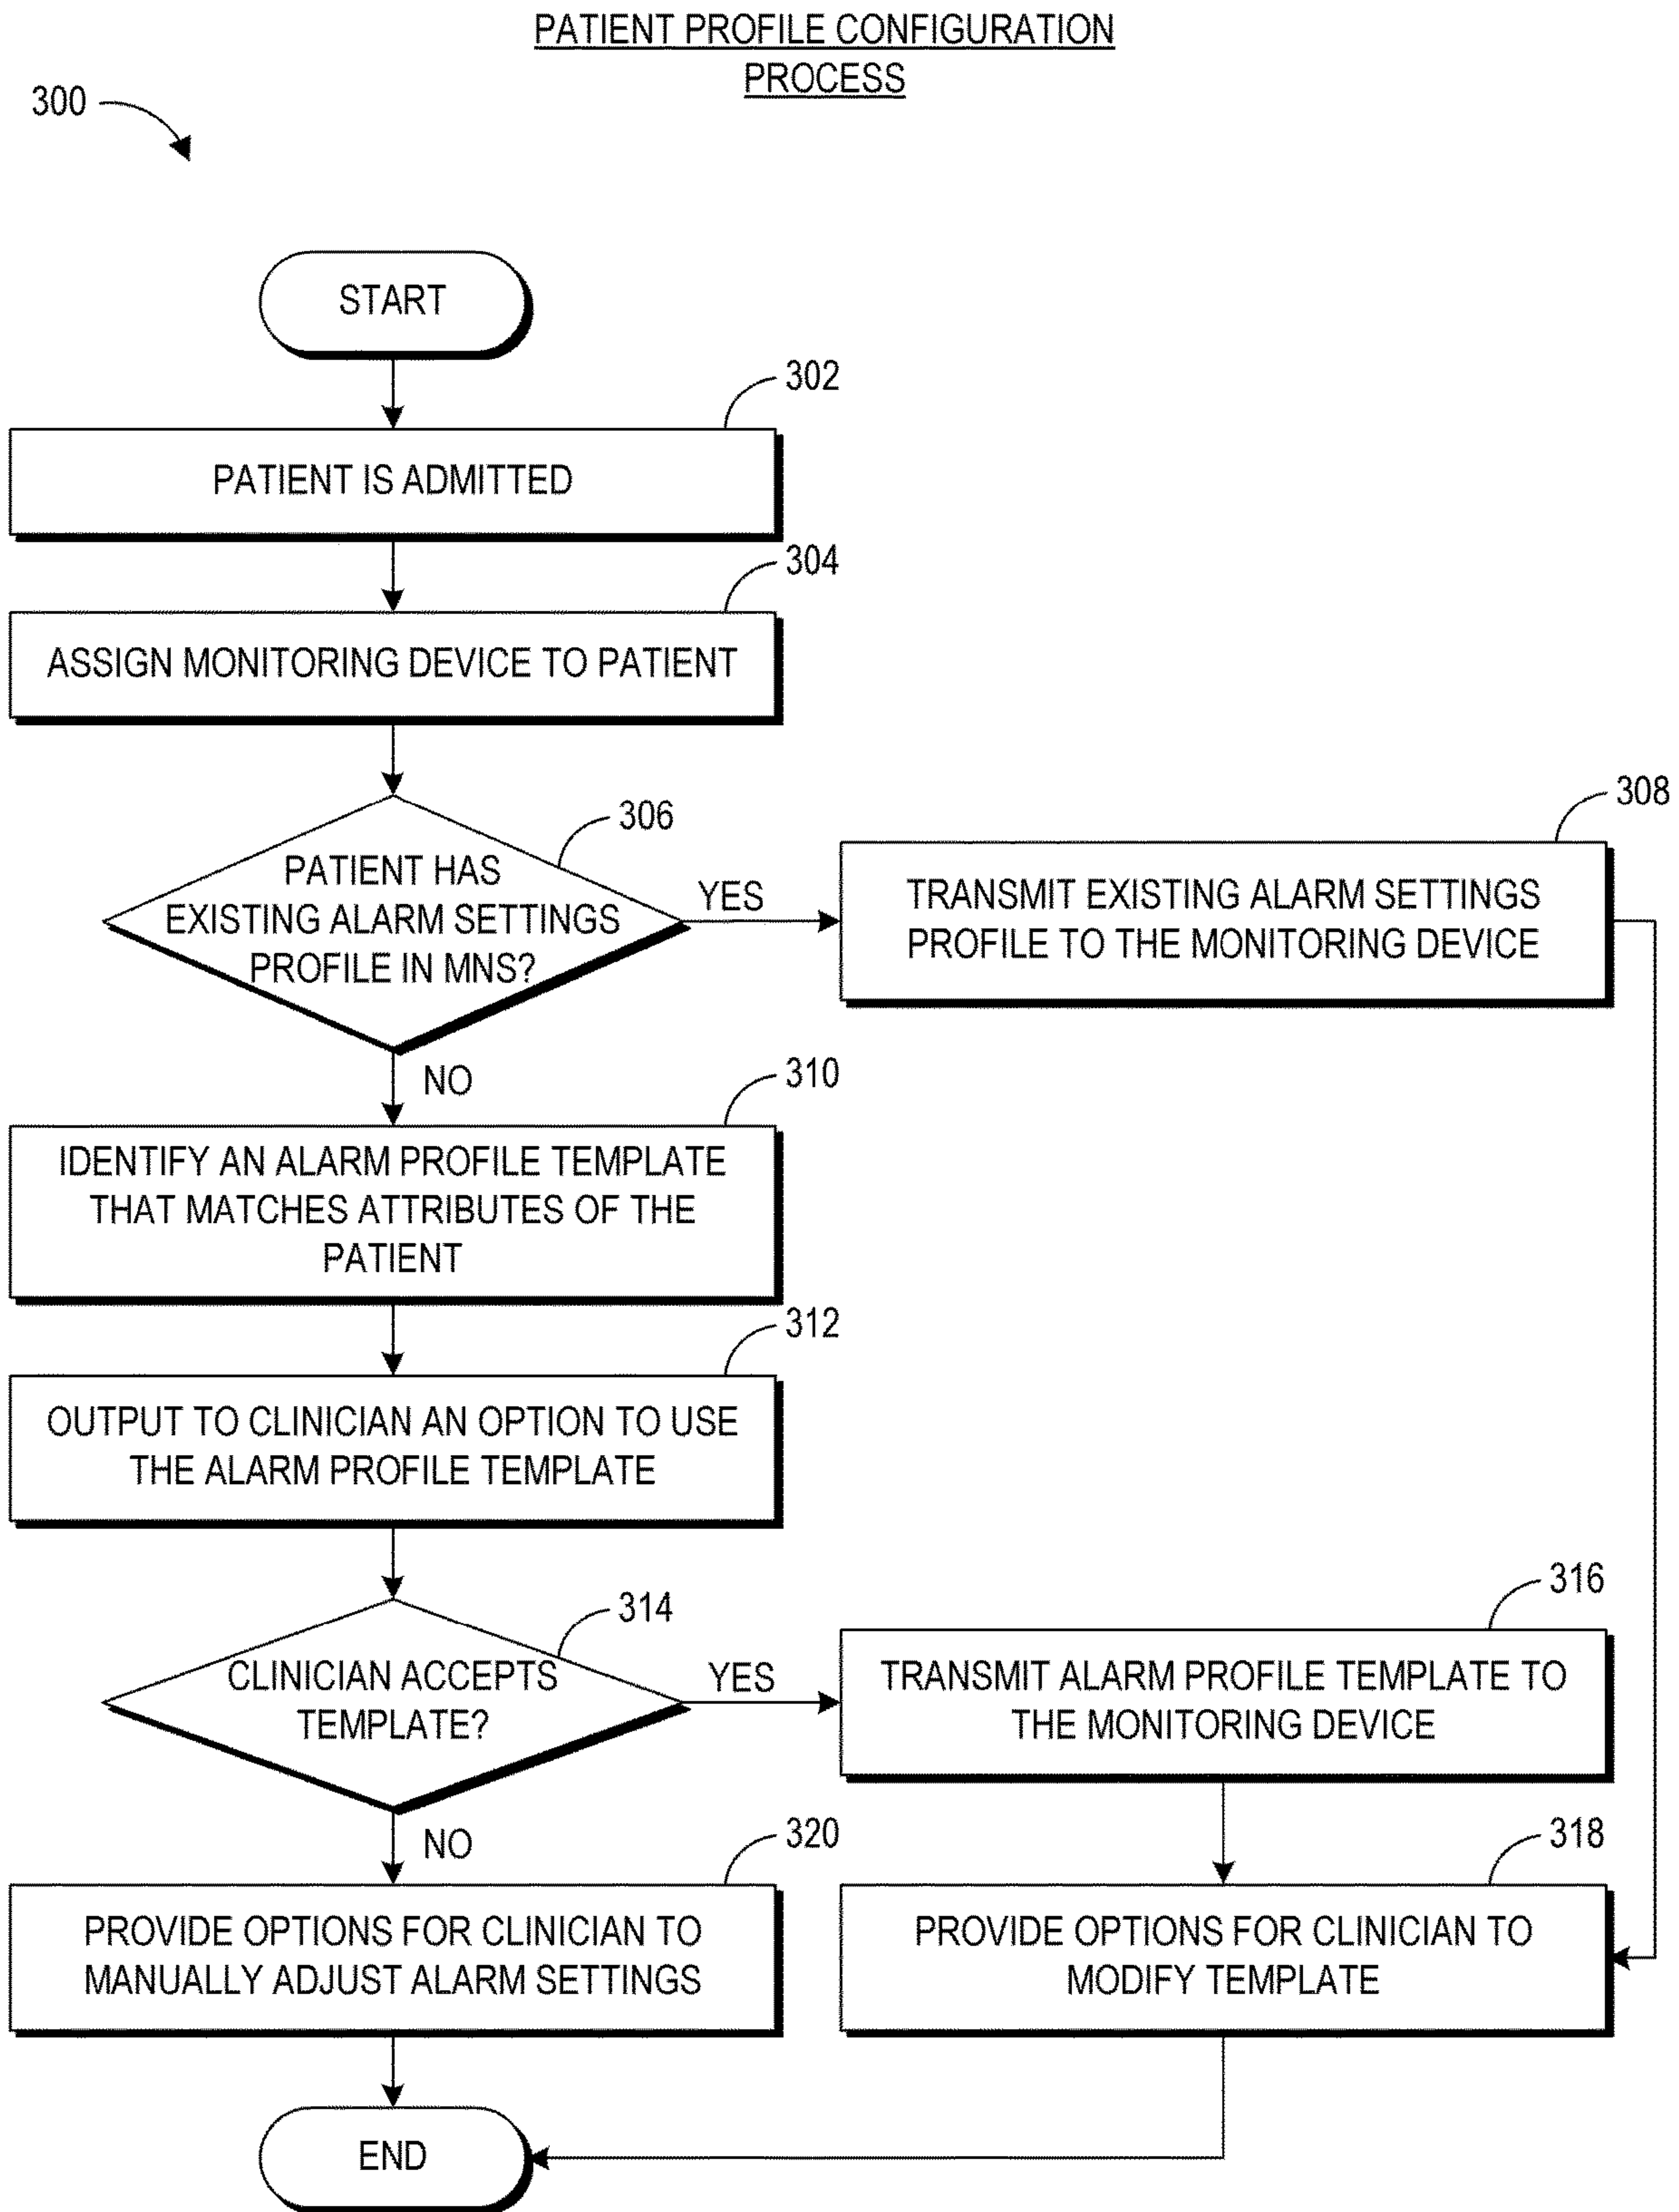 PATIENT PROFILE CONFIGURATION
PROCESS
300
START
302
PATIENT IS ADMITTED
304
ASSIGN MONITORING DEVICE TO PATIENT
306
PATIENT HAS
EXISTING ALARM SETTINGS
PROFILE IN MNS?
YES
308
TRANSMIT EXISTING ALARM SETTINGS
PROFILE TO THE MONITORING DEVICE
NO
310
IDENTIFY AN ALARM PROFILE TEMPLATE
THAT MATCHES ATTRIBUTES OF THE
PATIENT
312
OUTPUT TO CLINICIAN AN OPTION TO USE
THE ALARM PROFILE TEMPLATE
314
CLINICIAN ACCEPTS
TEMPLATE?
YES
316
TRANSMIT ALARM PROFILE TEMPLATE TO
THE MONITORING DEVICE
NO
320
PROVIDE OPTIONS FOR CLINICIAN TO
MANUALLY ADJUST ALARM SETTINGS
318
PROVIDE OPTIONS FOR CLINICIAN TO
MODIFY TEMPLATE
END